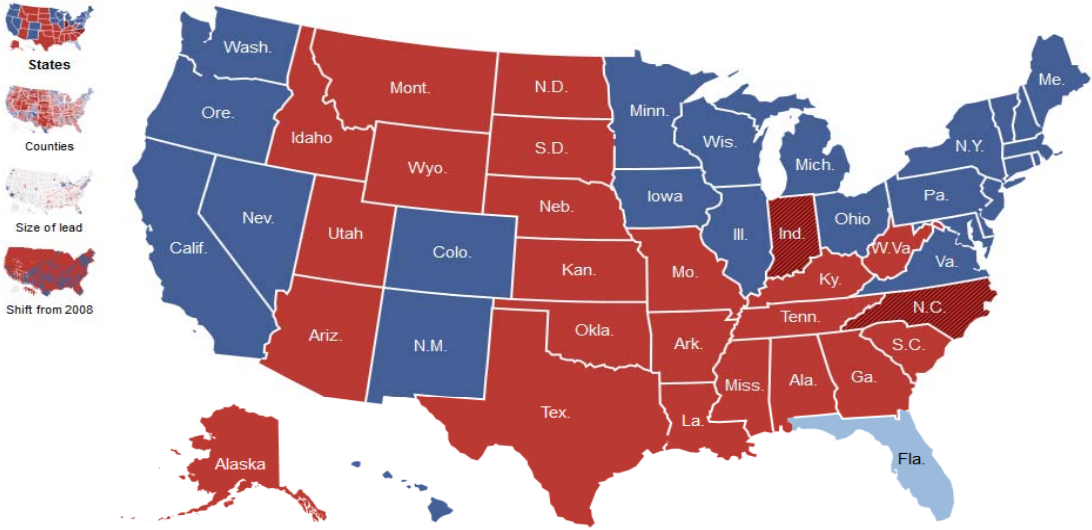 States
Counties
Size of lead
Shift from 2008
Wash.
Ore.
Calif.
Nev.
Idaho
Mont.
Wyo.
Utah
Ariz.
Colo.
N.M.
N.D.
S.D.
Neb.
Kan.
Okla.
Tex.
Minn.
Iowa
Mo.
Ark.
La.
Wis.
Ill.
Mich.
Ind.
Ohio
Ky.
Tenn.
Miss.
Ala.
Ga.
Fla.
S.C.
N.C.
Va.
W.Va
Pa.
N.Y.
Me.
Alaska